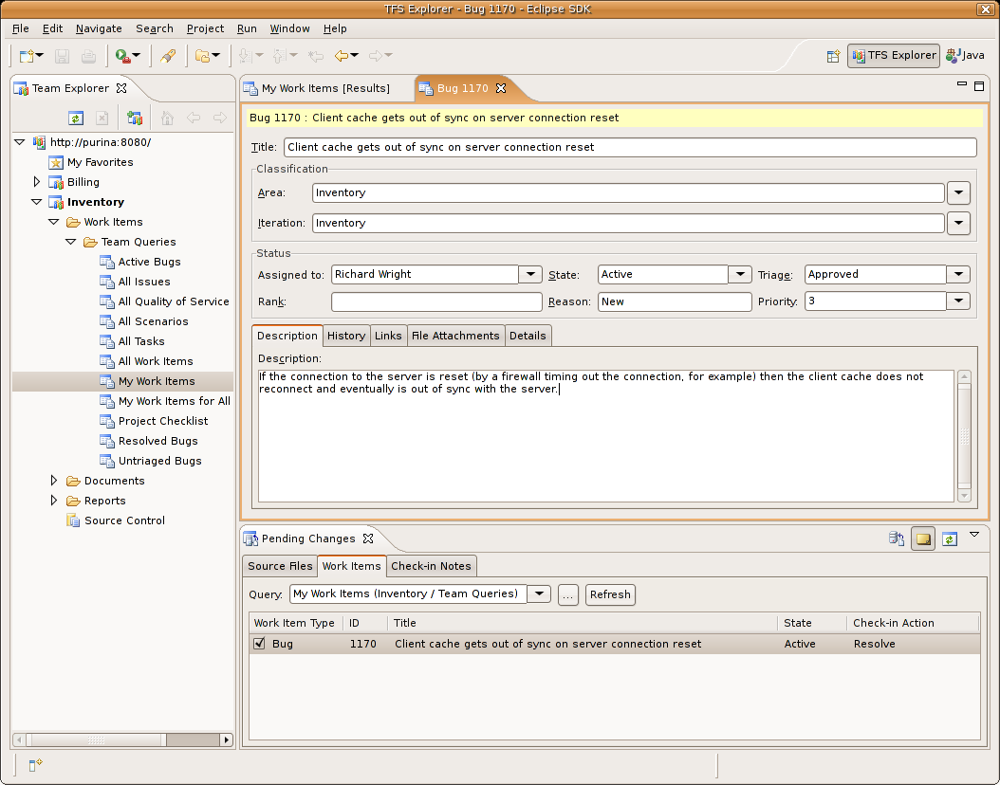 TFS Explorer - Bug 1170 - Eclipse SDK
File Edit Navigate Search Project Run Window Help
TFS Explorer Java
Team Explorer
http://purina:8080/
My Favorites
Billing
Inventory
Work Items
Team Queries
Active Bugs
All Issues
All Quality of Service
All Scenarios
All Tasks
All Work Items
My Work Items
My Work Items for All
Project Checklist
Resolved Bugs
Untriaged Bugs
Documents
Reports
Source Control
My Work Items [Results] Bug 1170
Bug 1170 : Client cache gets out of sync on server connection reset
Title: Client cache gets out of sync on server connection reset
Classification
Area: Inventory
Iteration: Inventory
Status
Assigned to: Richard Wright State: Active Triage: Approved
Rank: Reason: New Priority: 3
Description History Links File Attachments Details
Description:
If the connection to the server is reset (by a firewall timing out the connection, for example) then the client cache does not
reconnect and eventually is out of sync with the server.
Pending Changes
Source Files Work Items Check-in Notes
Query: My Work Items (Inventory / Team Queries) ... Refresh
Work Item Type ID Title State Check-in Action
Bug 1170 Client cache gets out of sync on server connection reset Active Resolve